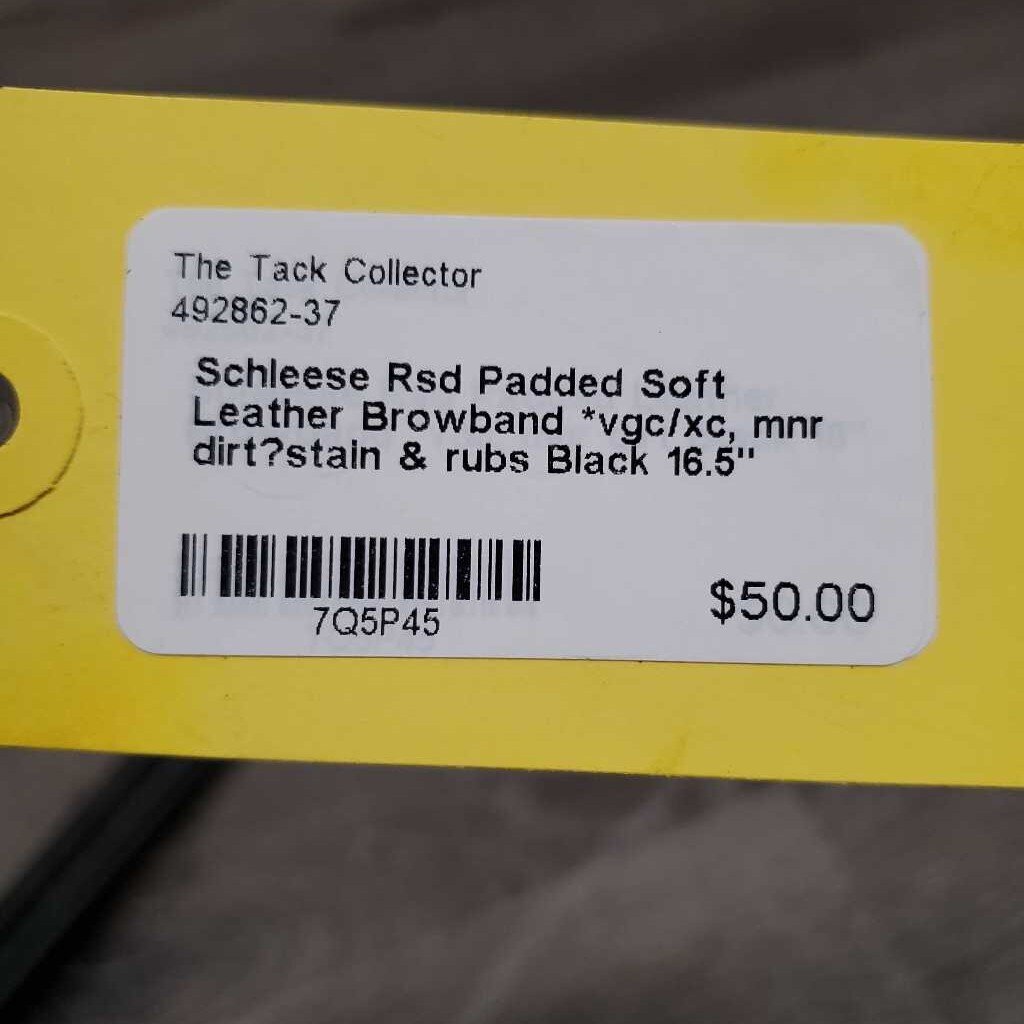 The Tack Collector
492862-37
Schleese Rsd Padded Soft
Leather Browband *vgc/xc, mnr
dirt?stain & rubs Black 16.5"
7Q5P45
$50.00